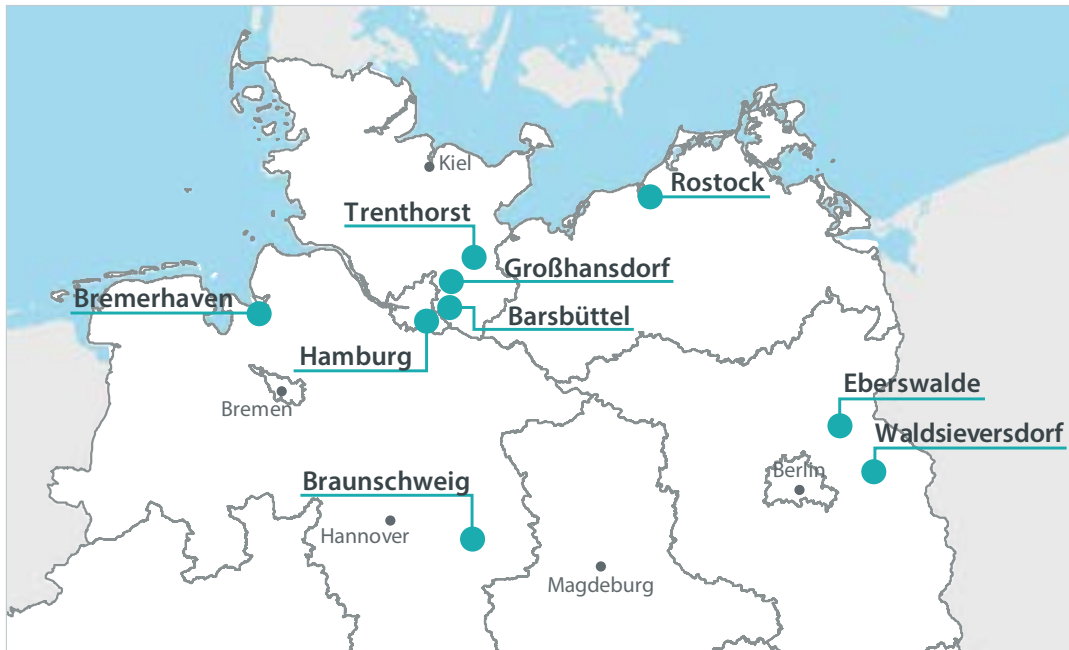 Kiel
Rostock
Trenthorst
Großhansdorf
Bremerhaven
Barsbüttel
Hamburg
Eberswalde
Bremen
Waldsieversdorf
Berlin
Braunschweig
Hannover
Magdeburg